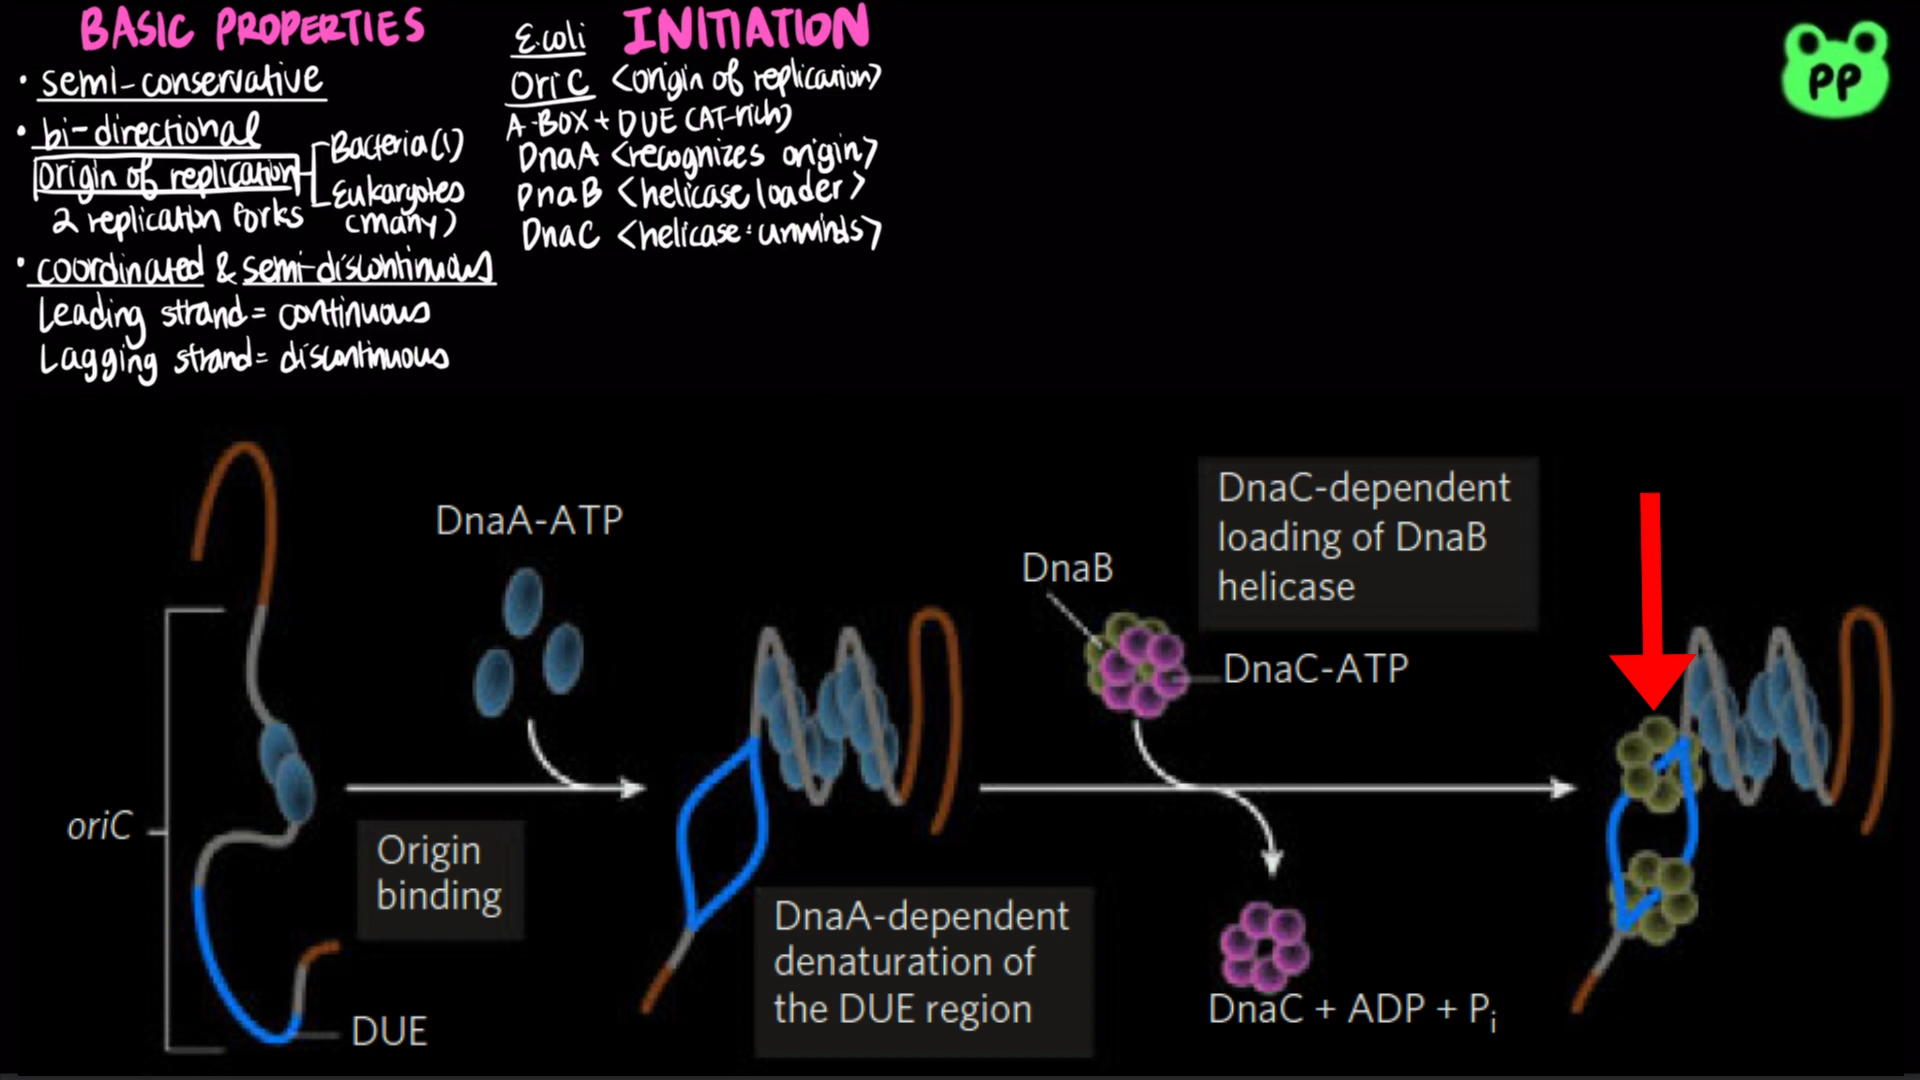 BASIC PROPERTIES
• semi-conservative
• bi-directional
origin of replication
Bacteria (1)
Eukaryotes
(many)
2 replication forks
• coordinated & semi-discontinuous
Leading strand = continuous
Lagging strand = discontinuous
E.coli INITIATION
Ori C <origin of replication>
A-BOX + DUE (AT-rich)
DnaA <recognizes origin>
DnaB <helicase loader>
DnaC <helicase: unwinds>
PP
oriC
DUE
DnaA-ATP
Origin
binding
DnaA-dependent
denaturation of
the DUE region
DnaB
DnaC-ATP
DnaC-dependent
loading of DnaB
helicase
DnaC + ADP + Pi